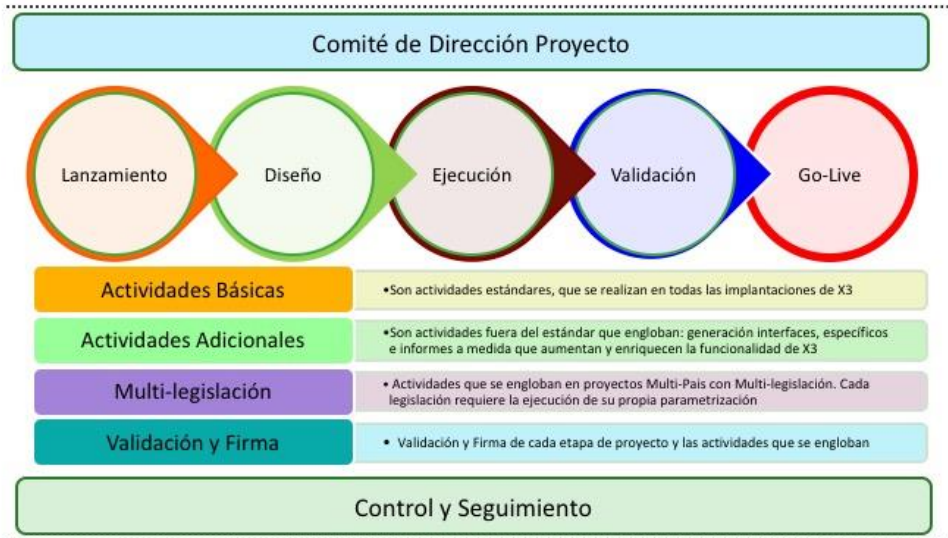 Comité de Dirección Proyecto
Lanzamiento
Diseño
Ejecución
Validación
Go-Live
Actividades Básicas
•Son actividades estándares, que se realizan en todas las implantaciones de X3
Actividades Adicionales
•Son actividades fuera del estándar que engloban: generación interfaces, específicos
e informes a medida que aumentan y enriquecen la funcionalidad de X3
Multi-legislación
• Actividades que se engloban en proyectos Multi-Pais con Multi-legislación. Cada
legislación requiere la ejecución de su propia parametrización
Validación y Firma
• Validación y Firma de cada etapa de proyecto y las actividades que se engloban
Control y Seguimiento